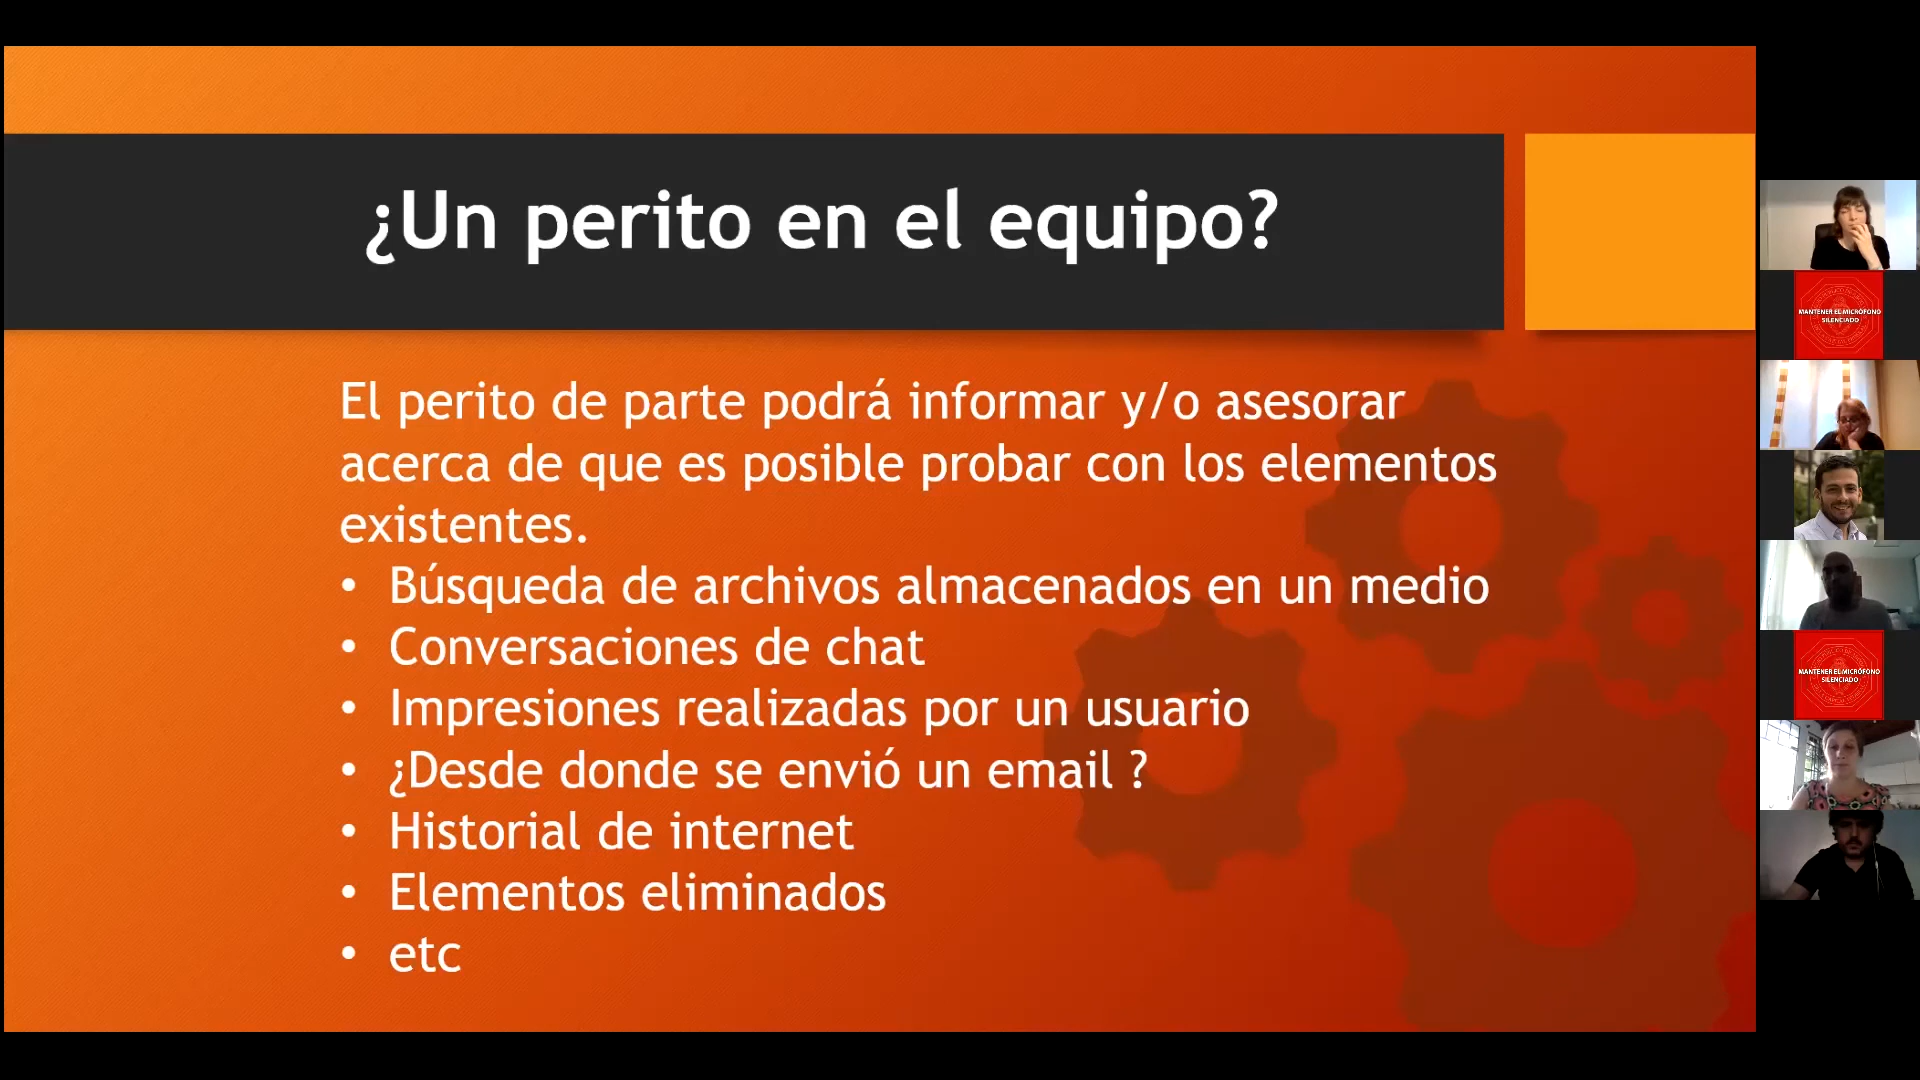 ¿Un perito en el equipo?
El perito de parte podrá informar y/o asesorar
acerca de que es posible probar con los elementos
existentes.
• Búsqueda de archivos almacenados en un medio
• Conversaciones de chat
• Impresiones realizadas por un usuario
• ¿Desde donde se envió un email ?
• Historial de internet
• Elementos eliminados
• etc
MANTENER EL MICRÓFONO
SILENCIADO
MANTENER EL MICRÓFONO
SILENCIADO